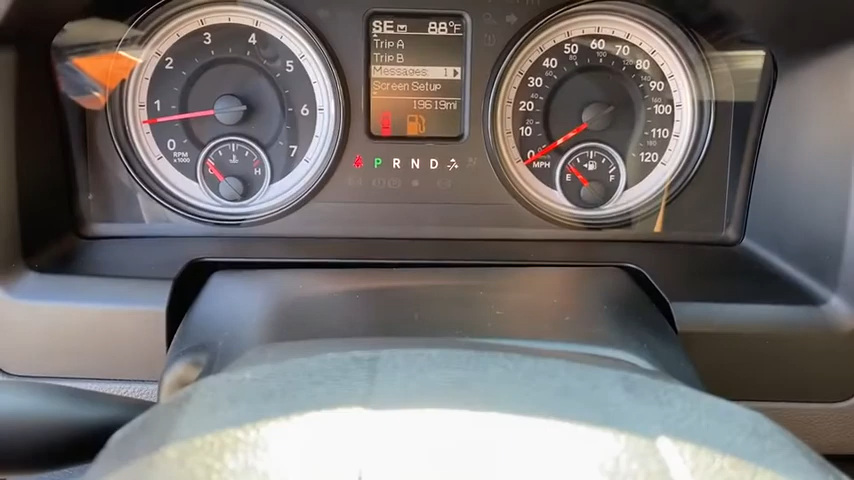 SE 88°F
Trip A
Trip B
Messages: 1
Screen Setup
19619mi
0 1 2 3 4 5 6 7
RPM
x1000
C H
P R N D
10 20 30 40 50 60 70 80 90 100 110 120
MPH
E F